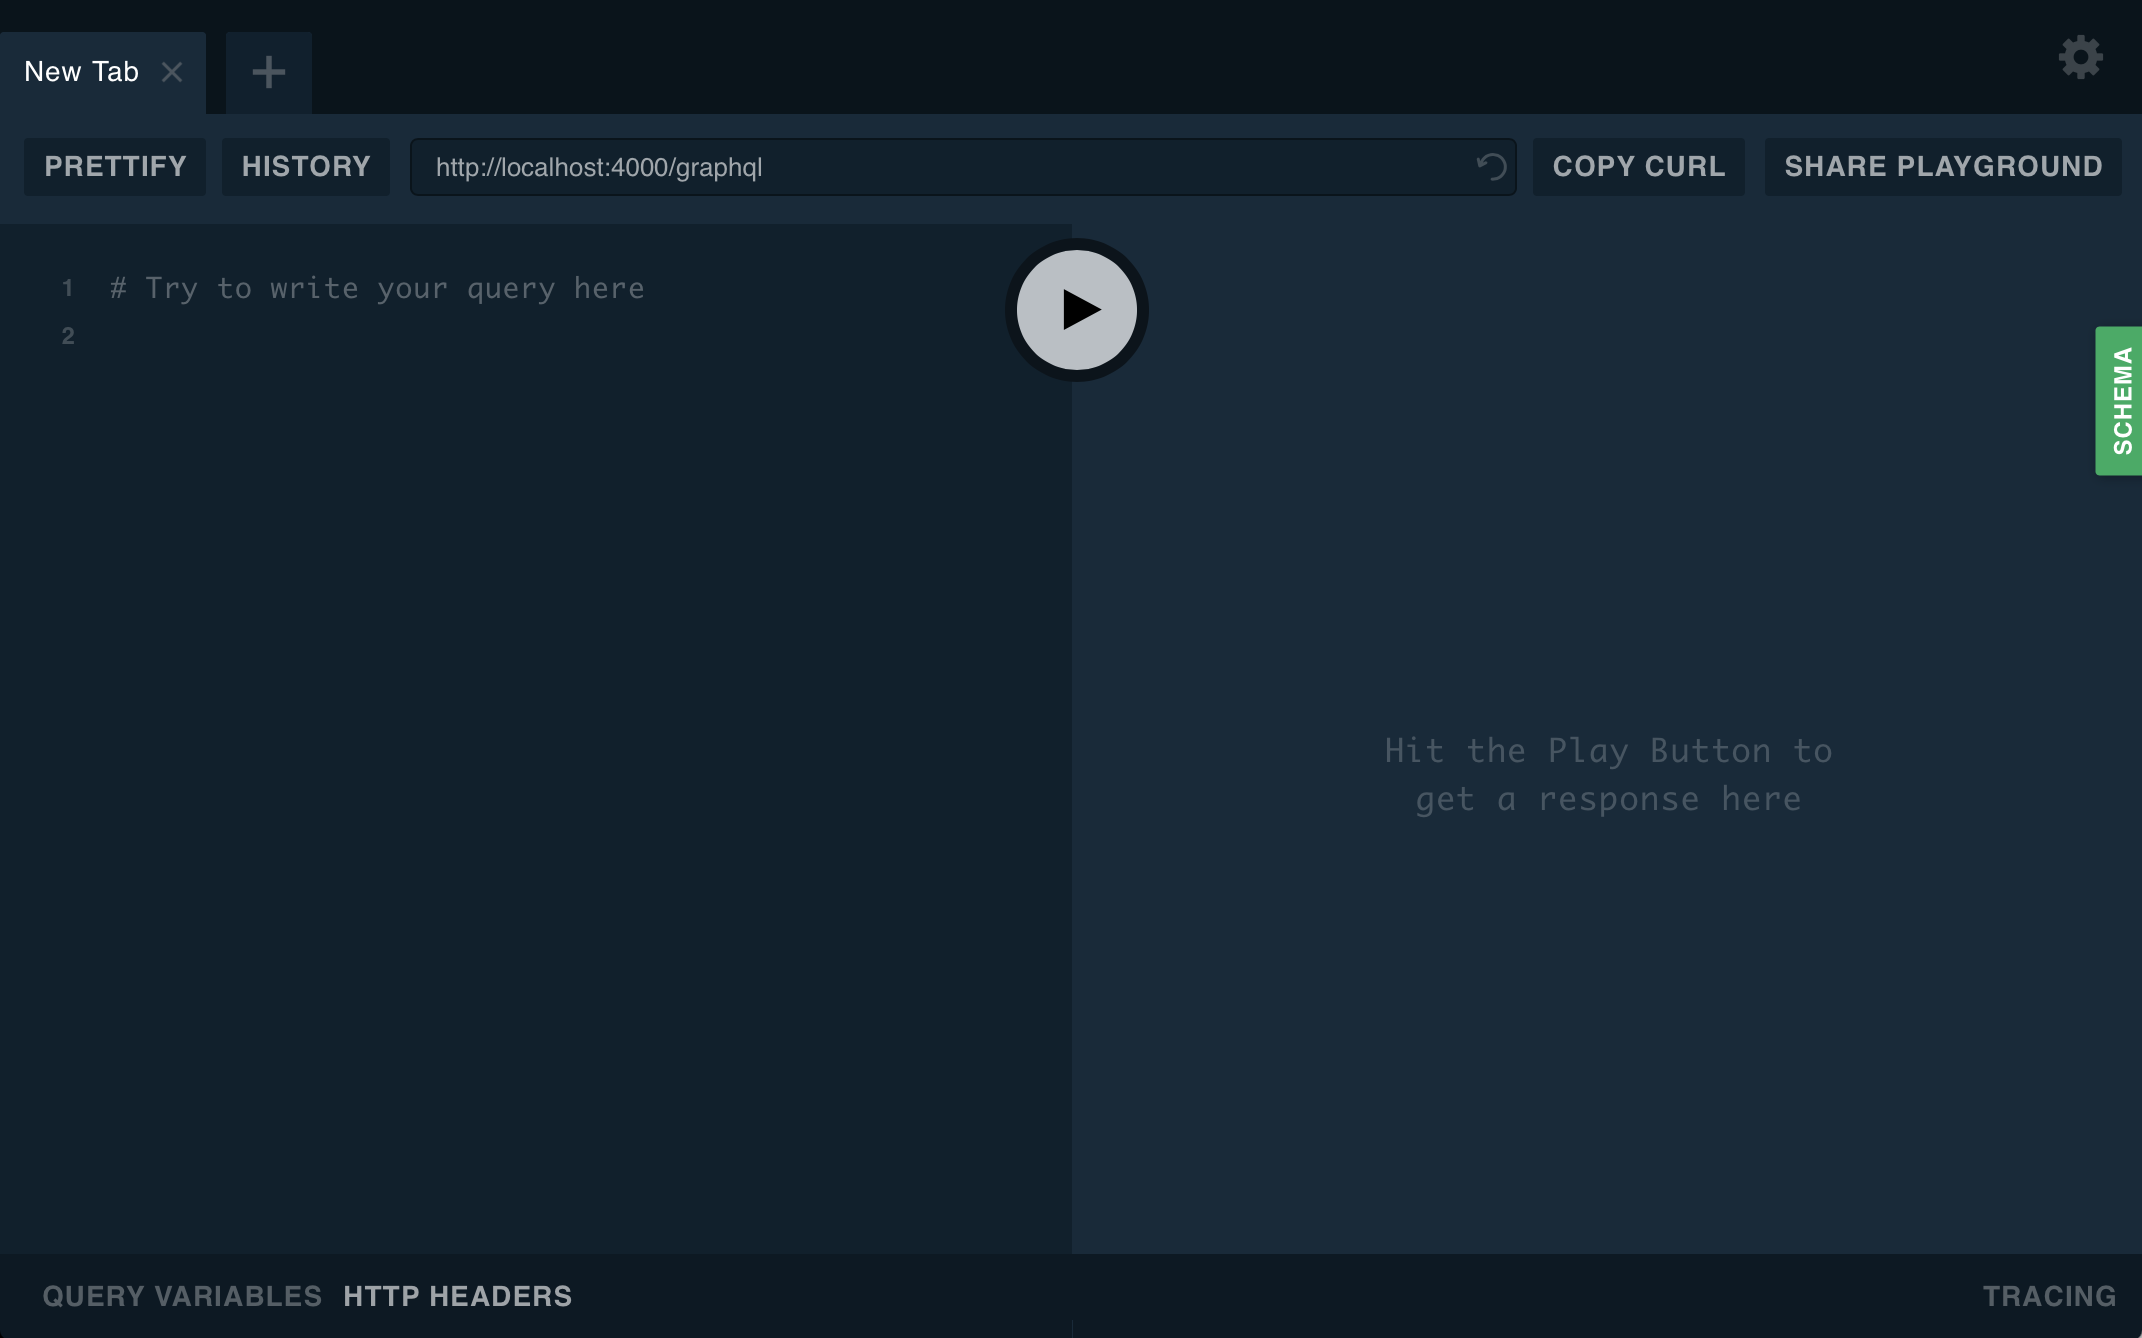 New Tab
PRETTIFY
HISTORY
http://localhost:4000/graphql
COPY CURL
SHARE PLAYGROUND
1 # Try to write your query here
2
SCHEMA
Hit the Play Button to
get a response here
QUERY VARIABLES
HTTP HEADERS
TRACING